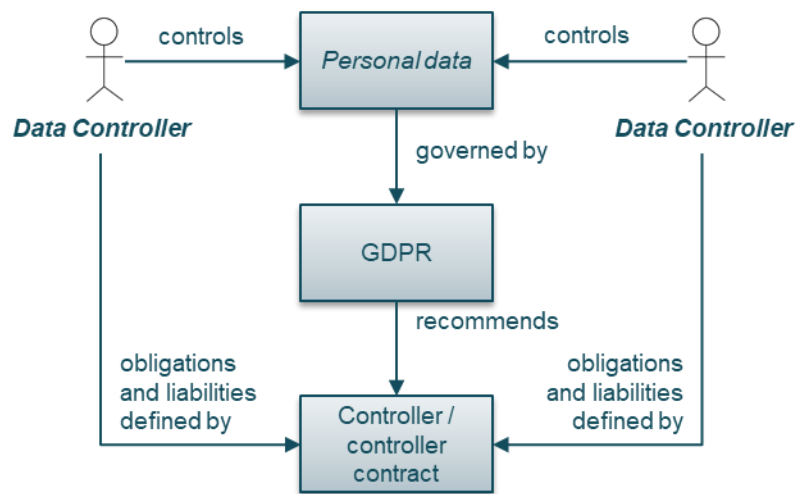 controls
Personal data
controls
Data Controller
Data Controller
governed by
GDPR
recommends
obligations
and liabilities
defined by
obligations
and liabilities
defined by
Controller /
controller
contract